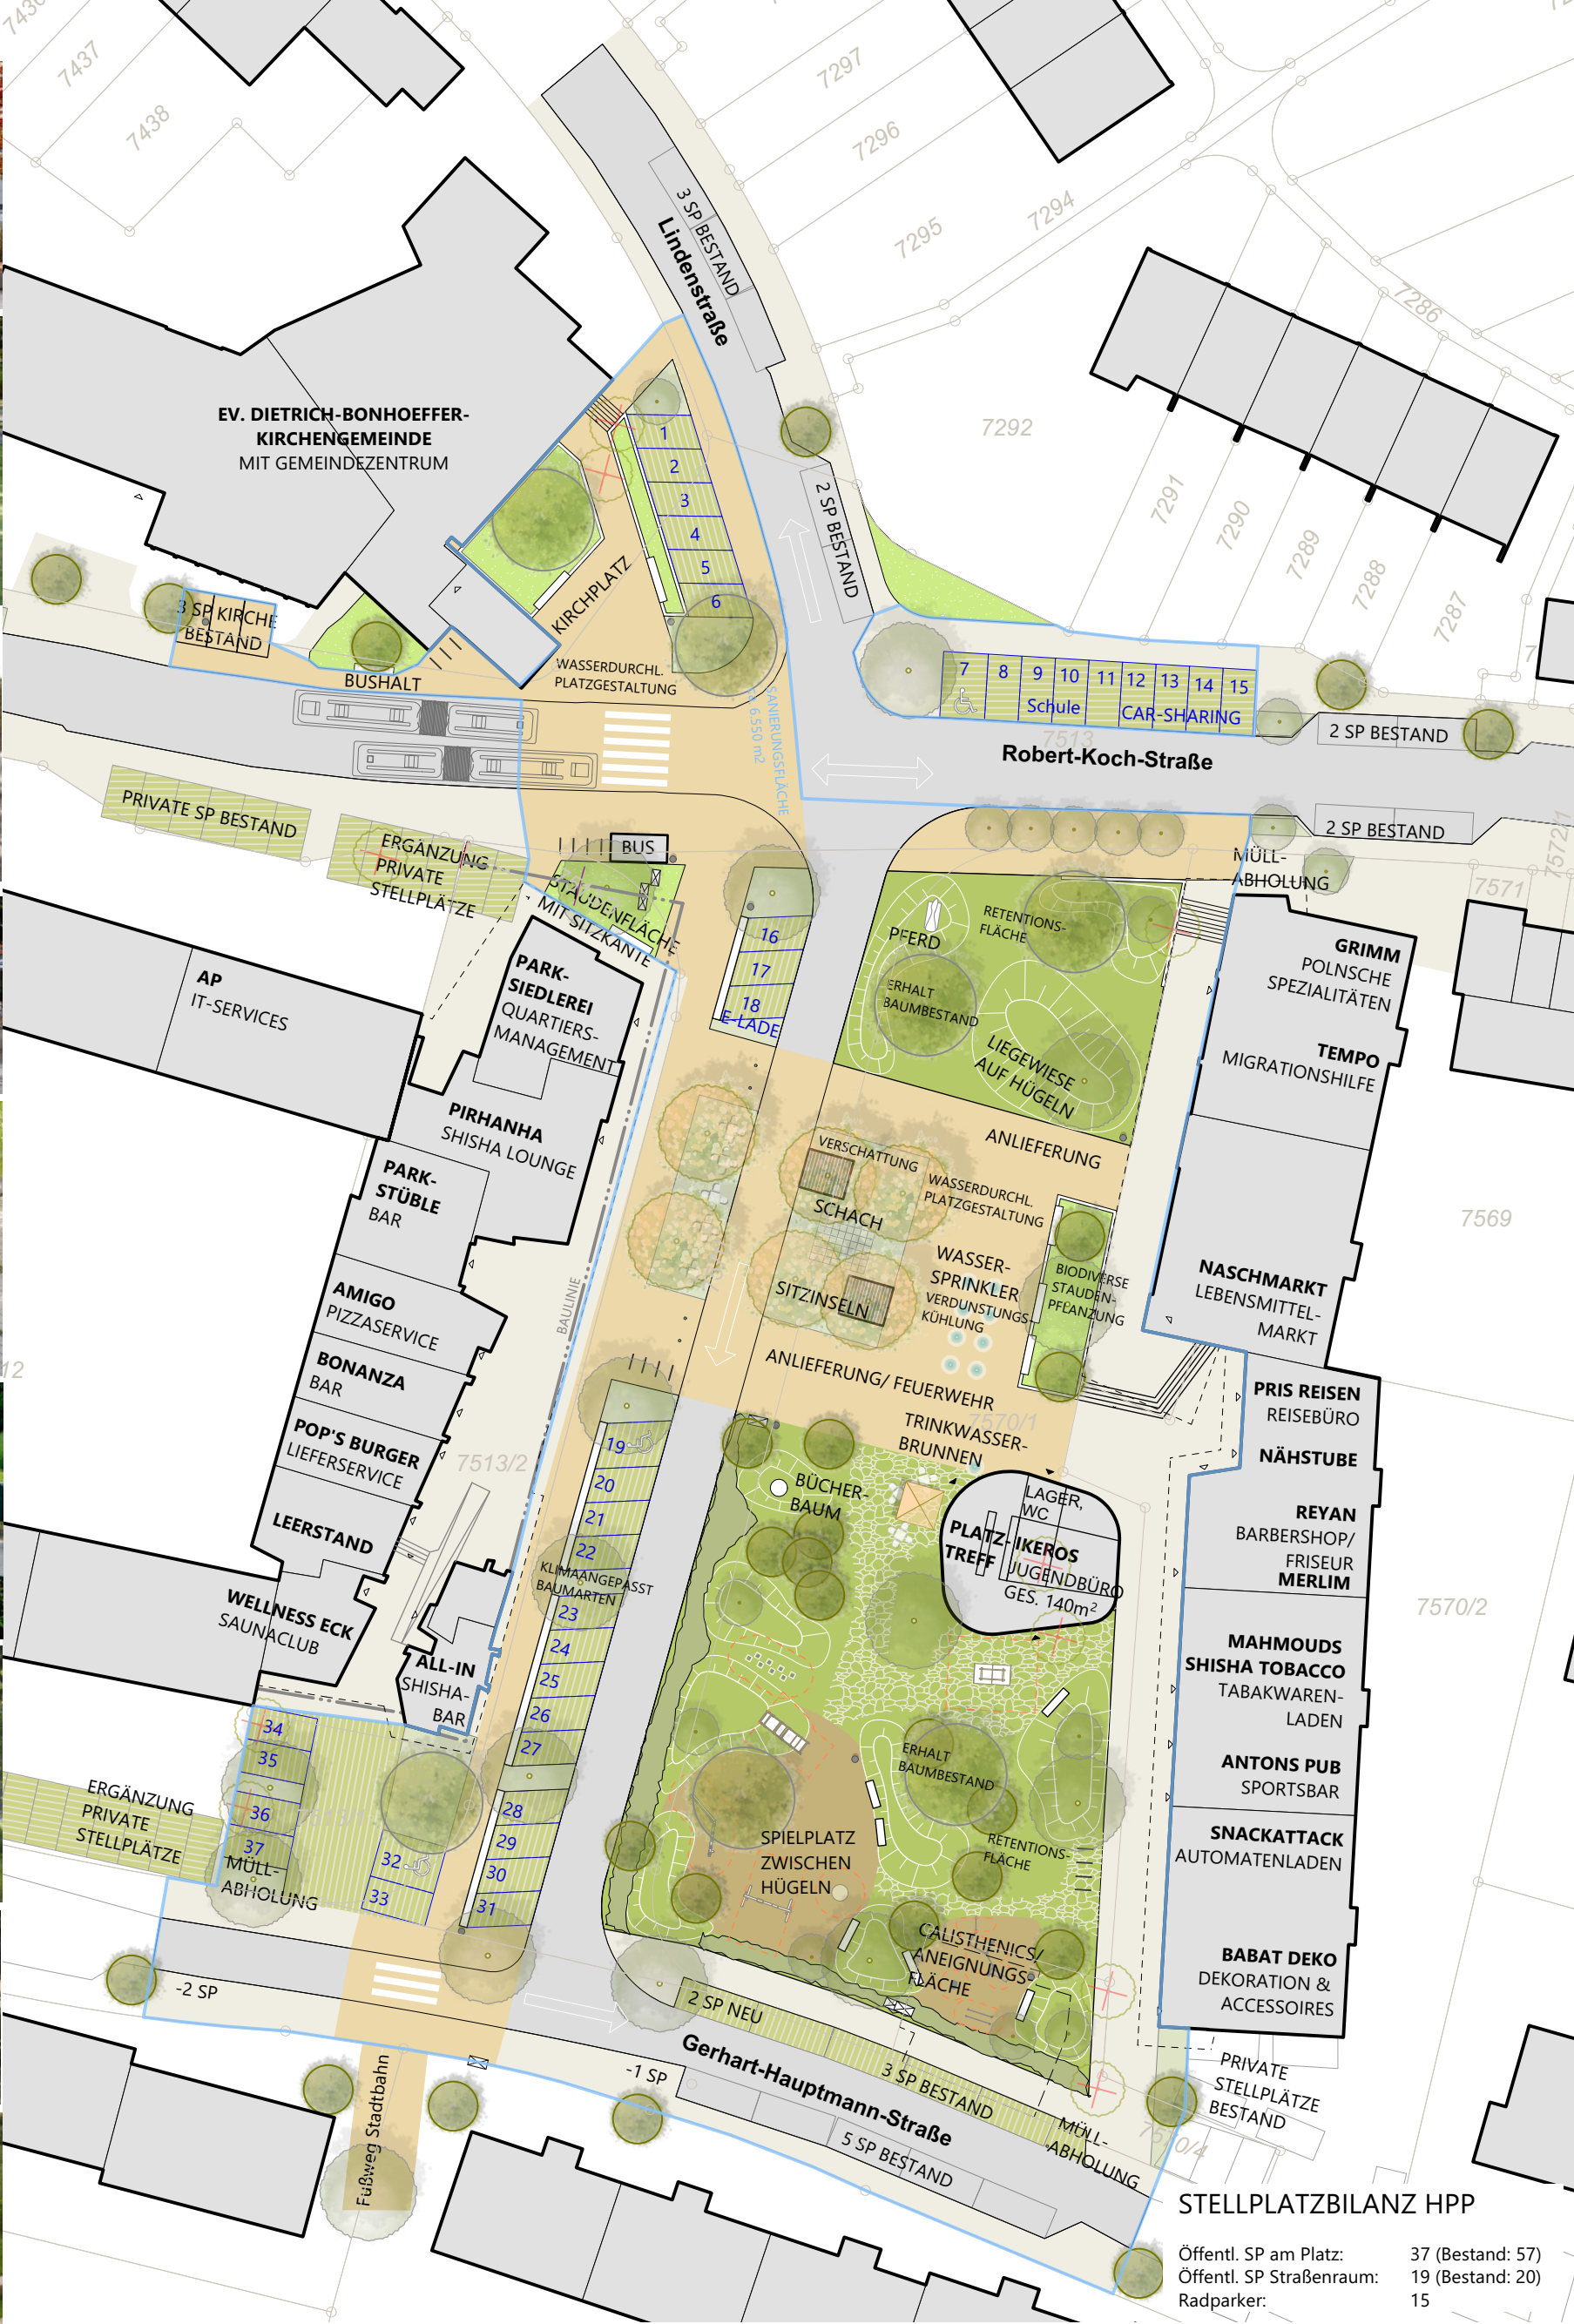 7436
7437
7438
7297
7296
7295
7294
7292
7286
7291
7290
7289
7288
7287
3 SP BESTAND
Lindenstraße
2 SP BESTAND
EV. DIETRICH-BONHOEFFER-
KIRCHENGEMEINDE
MIT GEMEINDEZENTRUM
1
2
3
4
5
6
KIRCHPLATZ
3 SP KIRCHE
BESTAND
BUSHALT
WASSERDURCHL.
PLATZGESTALTUNG
SANIERUNGSFLÄCHE
6.550 m2
7
8
9
10
11
12
13
14
15
Schule
CAR-SHARING
7513
Robert-Koch-Straße
2 SP BESTAND
2 SP BESTAND
PRIVATE SP BESTAND
ERGÄNZUNG
PRIVATE
STELLPLÄTZE
BUS
STAUDENFLÄCHE
MIT SITZKANTE
MÜLL-
ABHOLUNG
7571
7572/1
16
17
18
E-LADE
PFERD
RETENTIONS-
FLÄCHE
ERHALT
BAUMBESTAND
LIEGEWIESE
AUF HÜGELN
AP
IT-SERVICES
PARK-
SIEDLEREI
QUARTIERS-
MANAGEMENT
PIRHANHA
SHISHA LOUNGE
PARK-
STÜBLE
BAR
AMIGO
PIZZASERVICE
BONANZA
BAR
POP'S BURGER
LIEFERSERVICE
LEERSTAND
WELLNESS ECK
SAUNACLUB
ALL-IN
SHISHA-
BAR
BAULINIE
7513/2
12
GRIMM
POLNSCHE
SPEZIALITÄTEN
TEMPO
MIGRATIONSHILFE
NASCHMARKT
LEBENSMITTEL-
MARKT
7569
ANLIEFERUNG
VERSCHATTUNG
SCHACH
WASSERDURCHL.
PLATZGESTALTUNG
WASSER-
SPRINKLER
VERDUNSTUNGS-
KÜHLUNG
SITZINSELN
BIODIVERSE
STAUDEN-
PFLANZUNG
ANLIEFERUNG/ FEUERWEHR
TRINKWASSER-
BRUNNEN
7570/1
PRIS REISEN
REISEBÜRO
NÄHSTUBE
REYAN
BARBERSHOP/
FRISEUR
MERLIM
MAHMOUDS
SHISHA TOBACCO
TABAKWAREN-
LADEN
ANTONS PUB
SPORTSBAR
SNACKATTACK
AUTOMATENLADEN
BABAT DEKO
DEKORATION &
ACCESSOIRES
7570/2
19
20
21
22
KLIMAANGEPASST
BAUMARTEN
23
24
25
26
27
28
29
30
31
BÜCHER-
BAUM
LAGER,
WC
PLATZ-
TREFF
IKEROS
JUGENDBÜRO
GES. 140m²
ERHALT
BAUMBESTAND
RETENTIONS-
FLÄCHE
SPIELPLATZ
ZWISCHEN
HÜGELN
CALISTHENICS/
ANEIGNUNGS-
FLÄCHE
34
35
36
37
32
33
MÜLL-
ABHOLUNG
ERGÄNZUNG
PRIVATE
STELLPLÄTZE
-2 SP
2 SP NEU
3 SP BESTAND
-1 SP
Gerhart-Hauptmann-Straße
5 SP BESTAND
MÜLL-
ABHOLUNG
Fußweg Stadtbahn
PRIVATE
STELLPLÄTZE
BESTAND
7570/4
STELLPLATZBILANZ HPP
Öffentl. SP am Platz: 37 (Bestand: 57)
Öffentl. SP Straßenraum: 19 (Bestand: 20)
Radparker: 15